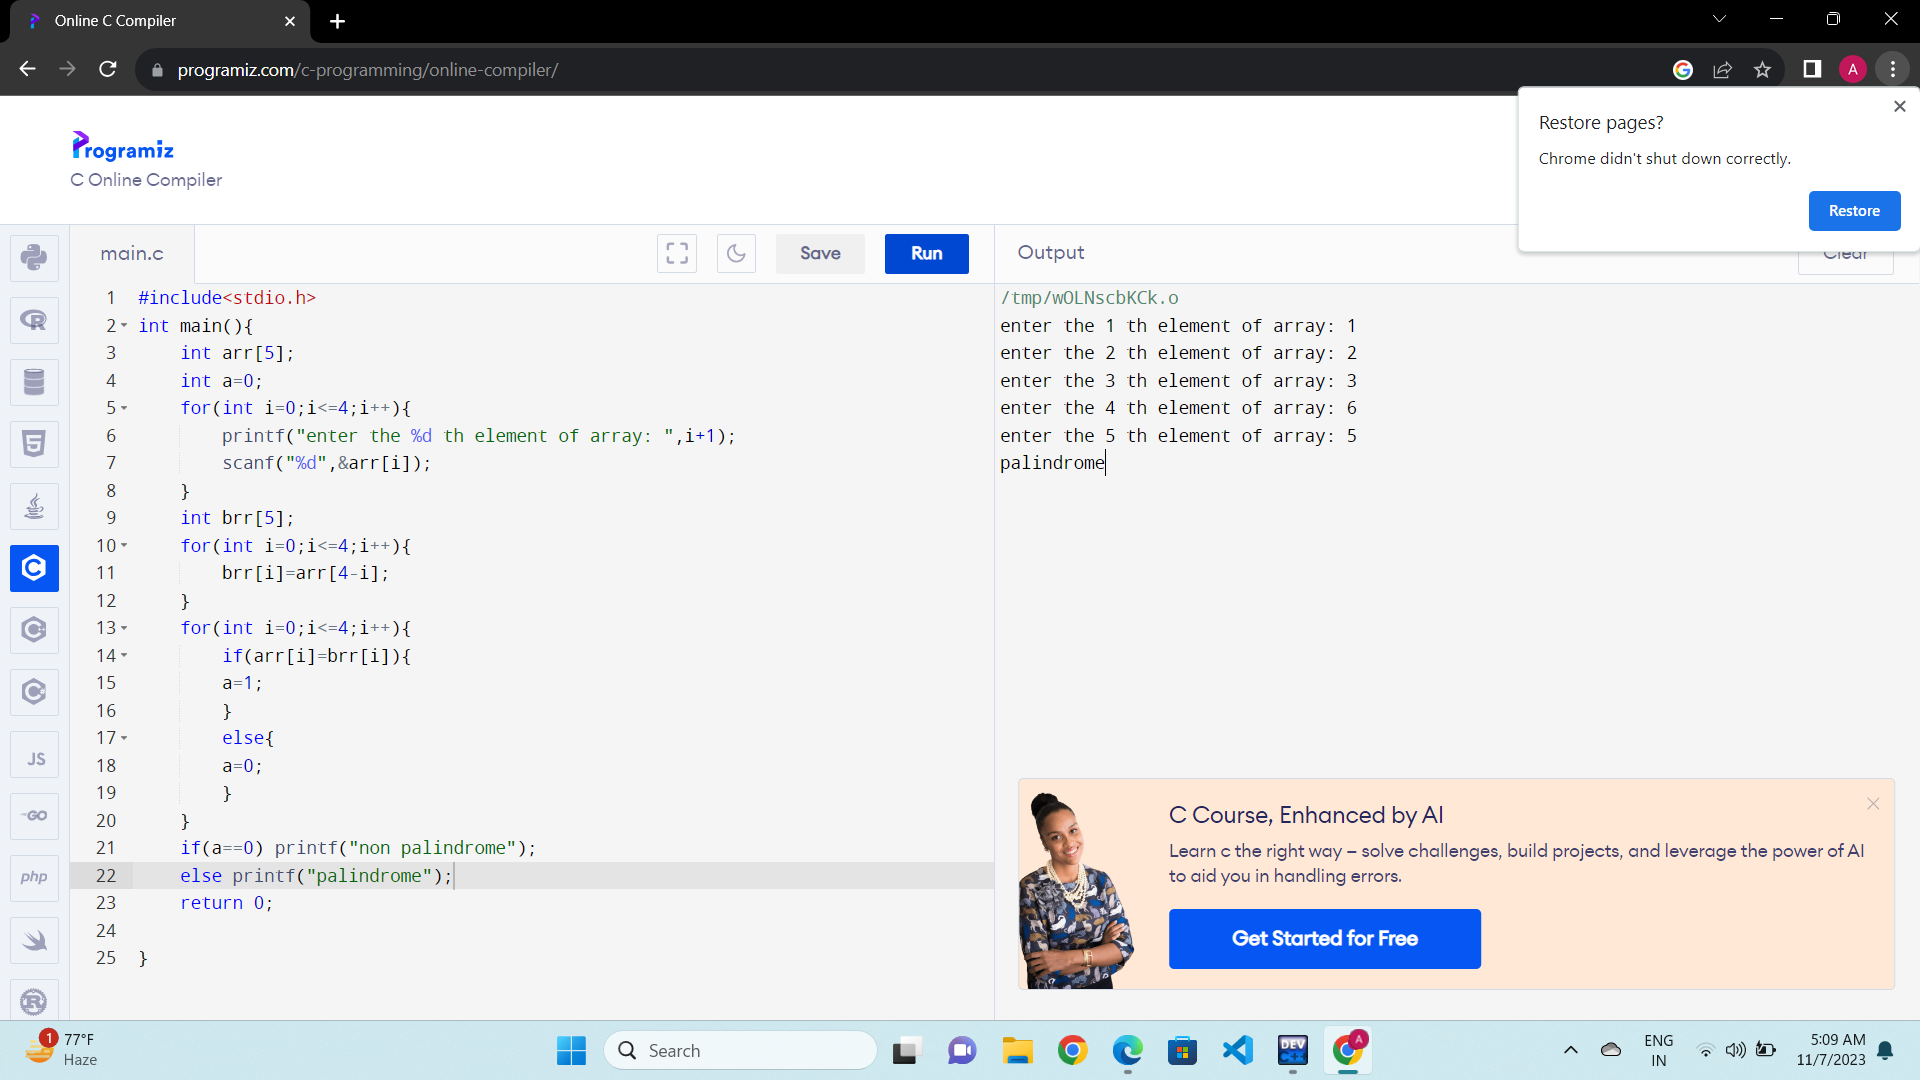 Online C Compiler
programiz.com/c-programming/online-compiler/
A
Restore pages?
Chrome didn't shut down correctly.
Restore
Programiz
C Online Compiler
main.c
Save
Run
Output
Clear
1 #include<stdio.h>
2 int main(){
3 int arr[5];
4 int a=0;
5 for(int i=0;i<=4;i++){
6 printf("enter the %d th element of array: ",i+1);
7 scanf("%d",&arr[i]);
8 }
9 int brr[5];
10 for(int i=0;i<=4;i++){
11 brr[i]=arr[4-i];
12 }
13 for(int i=0;i<=4;i++){
14 if(arr[i]=brr[i]){
15 a=1;
16 }
17 else{
18 a=0;
19 }
20 }
21 if(a==0) printf("non palindrome");
22 else printf("palindrome");
23 return 0;
24
25 }
/tmp/wOLNscbKCk.o
enter the 1 th element of array: 1
enter the 2 th element of array: 2
enter the 3 th element of array: 3
enter the 4 th element of array: 6
enter the 5 th element of array: 5
palindrome
R
5
C
JS
GO
php
C Course, Enhanced by AI
Learn c the right way – solve challenges, build projects, and leverage the power of AI
to aid you in handling errors.
Get Started for Free
1
77°F
Haze
Search
DEV
C++
A
ENG
IN
5:09 AM
11/7/2023